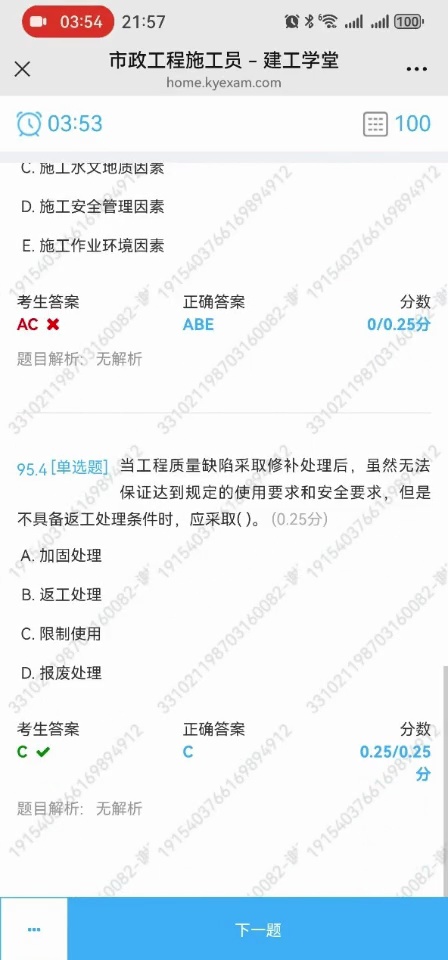 03:54 21:57 100
市政工程施工员 – 建工学堂
home.kyexam.com
03:53 100
C. 施工水文地质因素
D. 施工安全管理因素
E. 施工作业环境因素
考生答案 正确答案 分数
AC ABE 0/0.25分
题目解析: 无解析
95.4 [单选题] 当工程质量缺陷采取修补处理后，虽然无法
保证达到规定的使用要求和安全要求，但是
不具备返工处理条件时，应采取( )。 (0.25分)
A. 加固处理
B. 返工处理
C. 限制使用
D. 报废处理
考生答案 正确答案 分数
C C 0.25/0.25
分
题目解析: 无解析
下一题